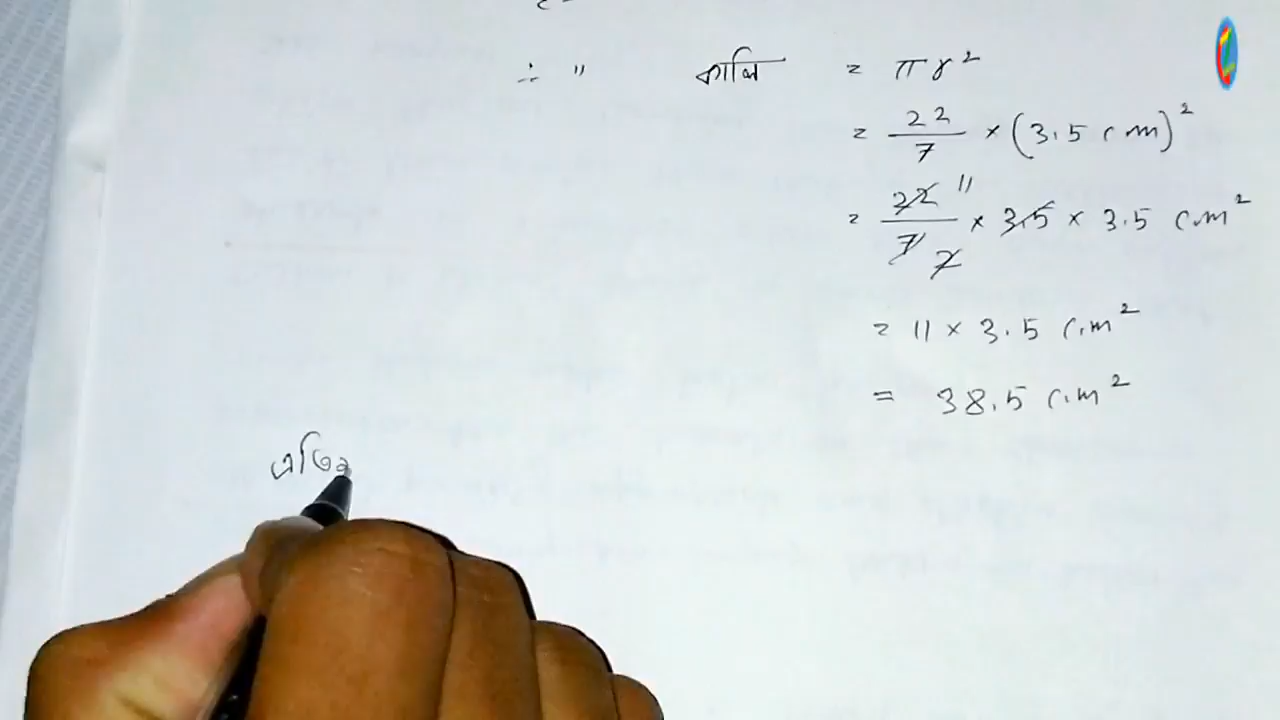 ∴ " কালি = πr²
= 22/7 × (3.5 cm)²
= 22/7 11 2 × 3.5 × 3.5 cm²
= 11 × 3.5 cm²
= 38.5 cm²